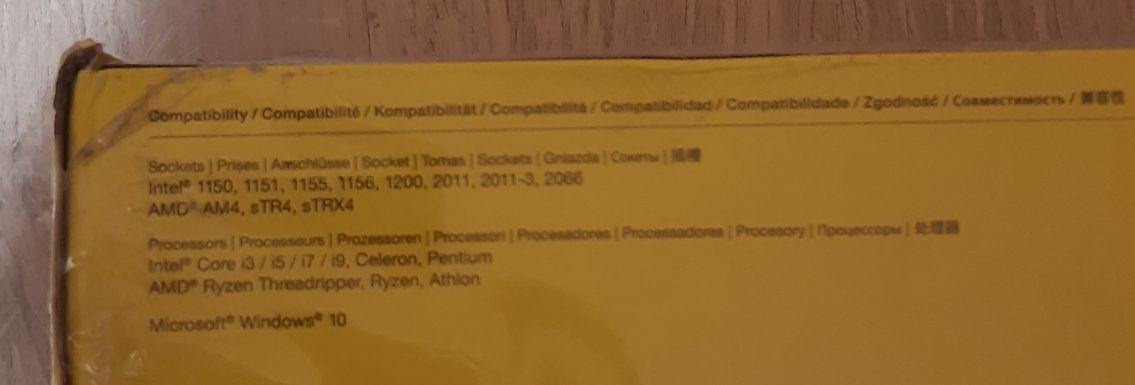 Compatibility / Compatibilité / Kompatibilität / Compatibilità / Compatibilidad / Compatibilidade / Zgodność / Совместимость / 兼容性
Sockets | Prises | Anschlüsse | Socket | Tomas | Sockets | Gniazda | Сокеты | 插槽
Intel® 1150, 1151, 1155, 1156, 1200, 2011, 2011-3, 2066
AMD® AM4, sTR4, sTRX4
Processors | Processeurs | Prozessoren | Processori | Procesadores | Processadores | Procesory | Процессоры | 处理器
Intel® Core i3 / i5 / i7 / i9, Celeron, Pentium
AMD® Ryzen Threadripper, Ryzen, Athlon
Microsoft® Windows® 10